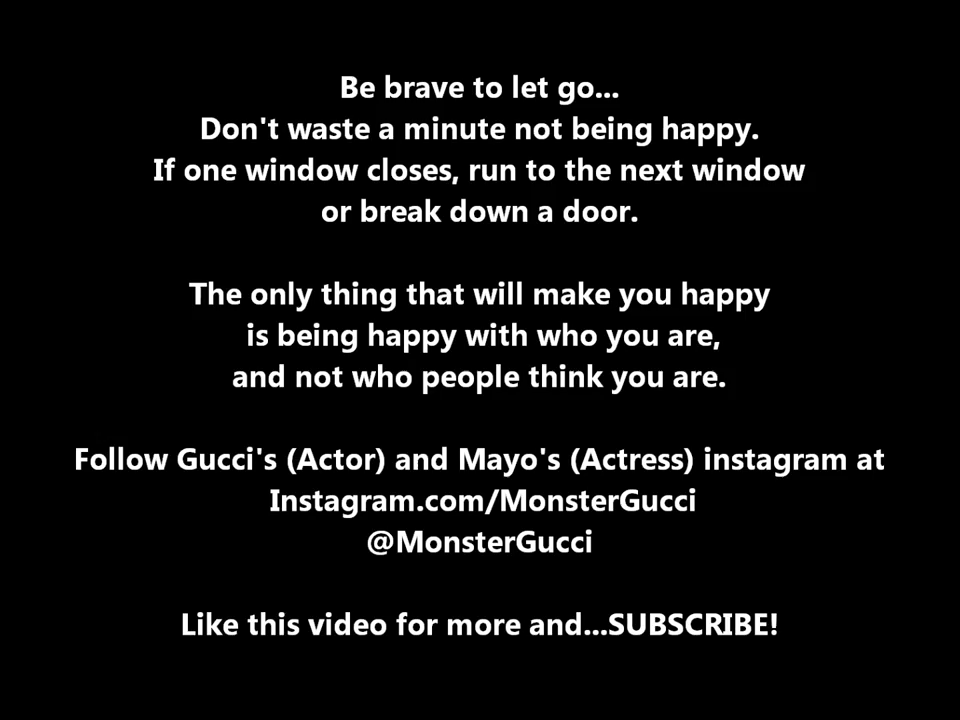 Be brave to let go...
Don't waste a minute not being happy.
If one window closes, run to the next window
or break down a door.
The only thing that will make you happy
is being happy with who you are,
and not who people think you are.
Follow Gucci's (Actor) and Mayo's (Actress) instagram at
Instagram.com/MonsterGucci
@MonsterGucci
Like this video for more and...SUBSCRIBE!